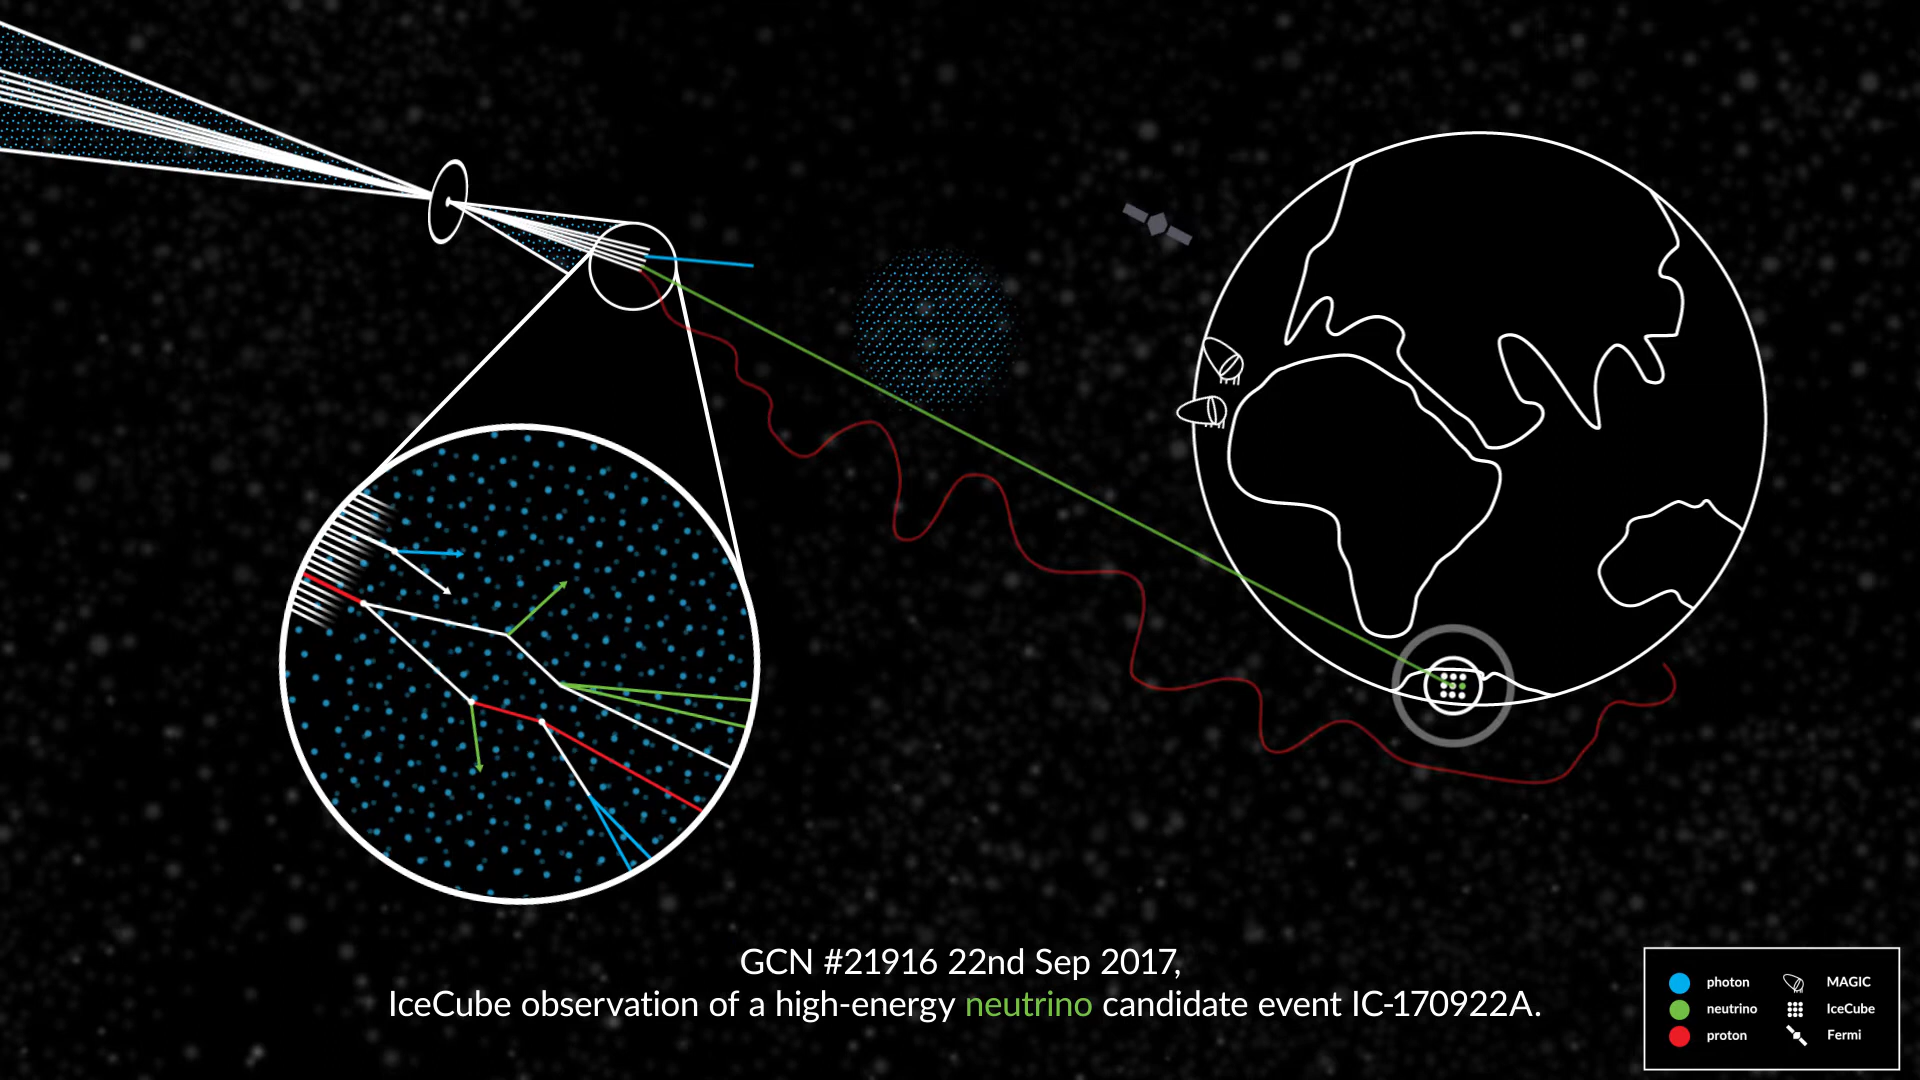 GCN #21916 22nd Sep 2017,
IceCube observation of a high-energy neutrino candidate event IC-170922A.
photon
MAGIC
neutrino
IceCube
proton
Fermi